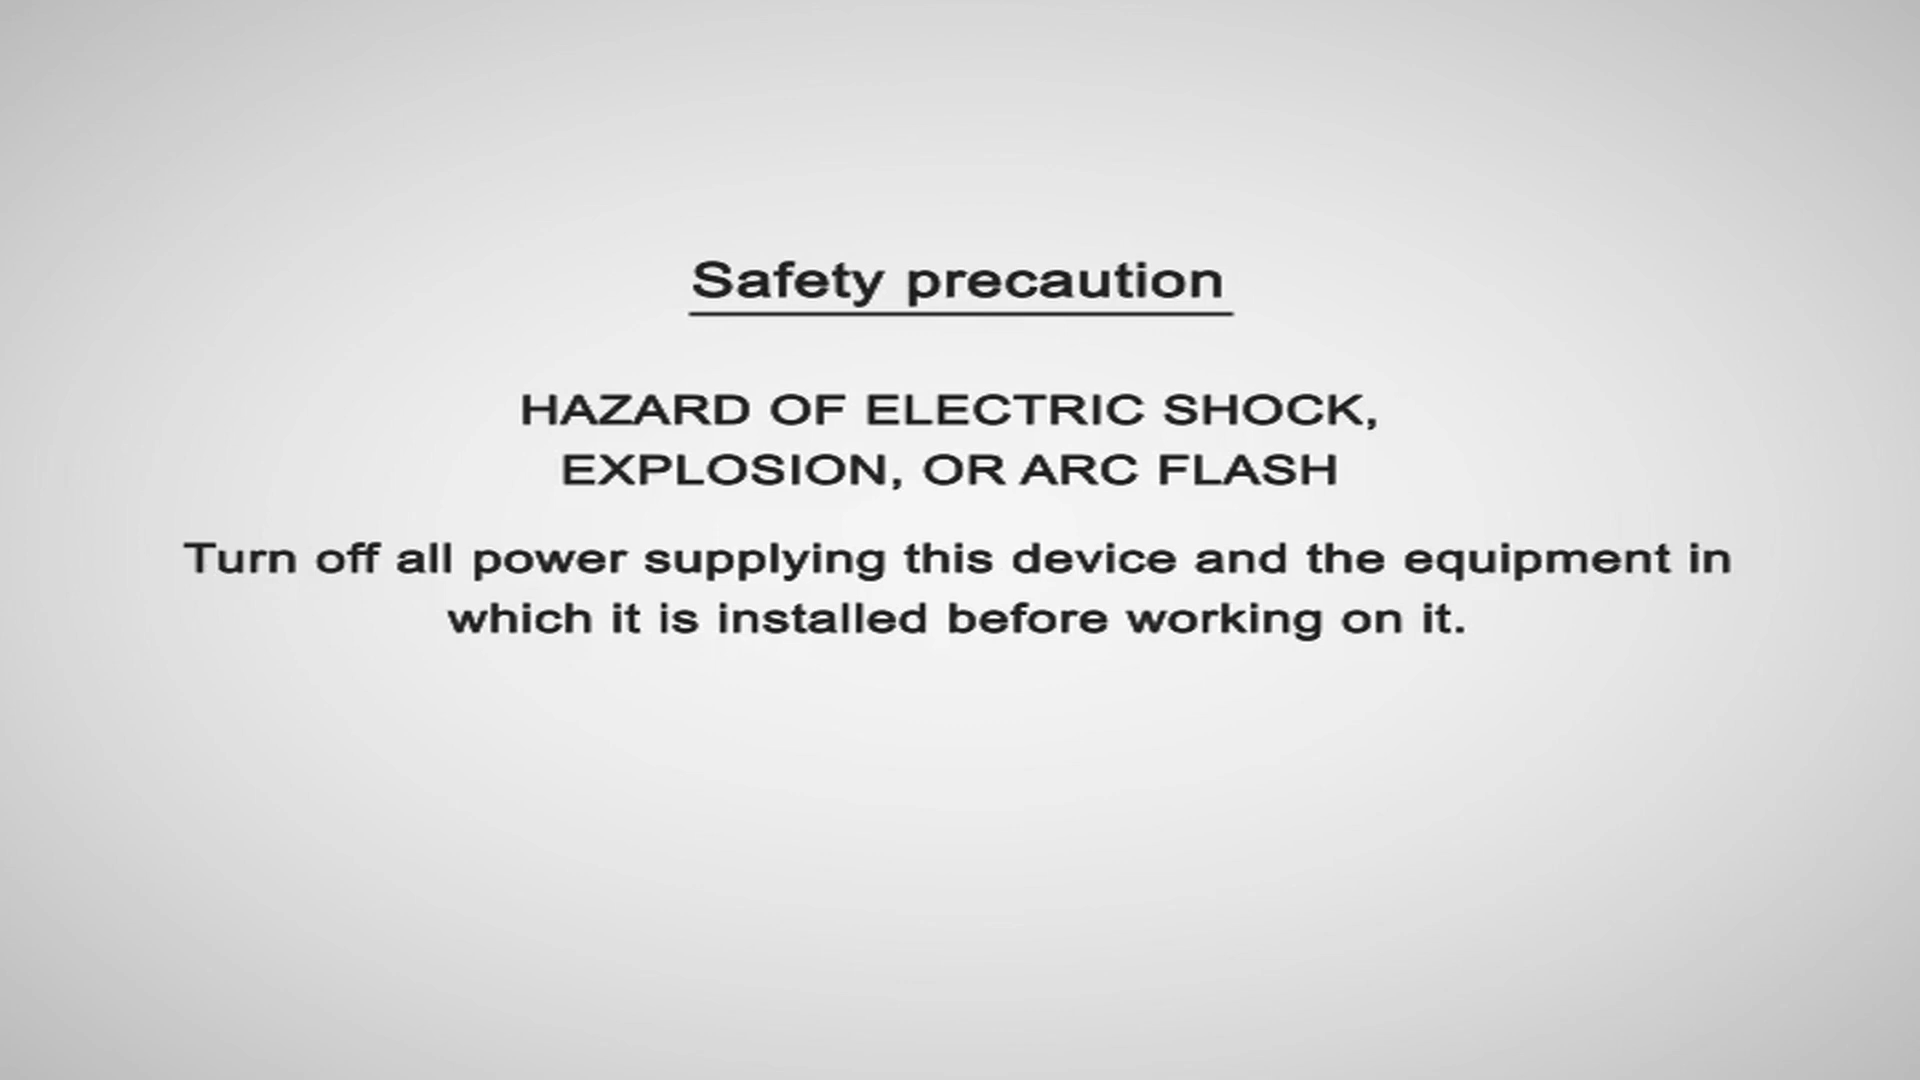 Safety precaution
HAZARD OF ELECTRIC SHOCK,
EXPLOSION, OR ARC FLASH
Turn off all power supplying this device and the equipment in
which it is installed before working on it.